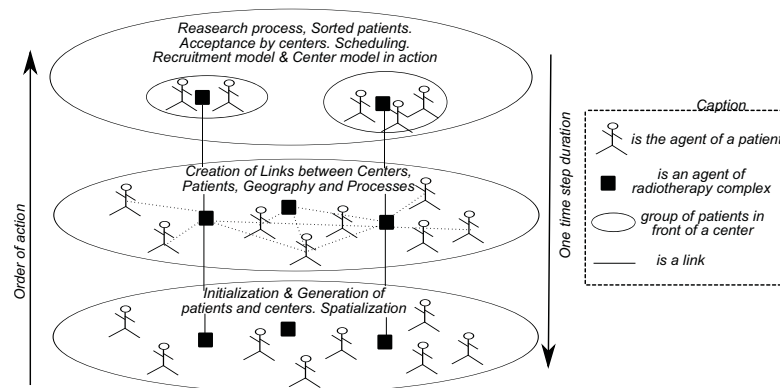 Reasearch process, Sorted patients.
Acceptance by centers. Scheduling.
Recruitment model & Center model in action
Creation of Links between Centers,
Patients, Geography and Processes
Initialization & Generation of
patients and centers. Spatialization
Order of action
One time step duration
Caption
is the agent of a patient
is an agent of
radiotherapy complex
group of patients in
front of a center
is a link